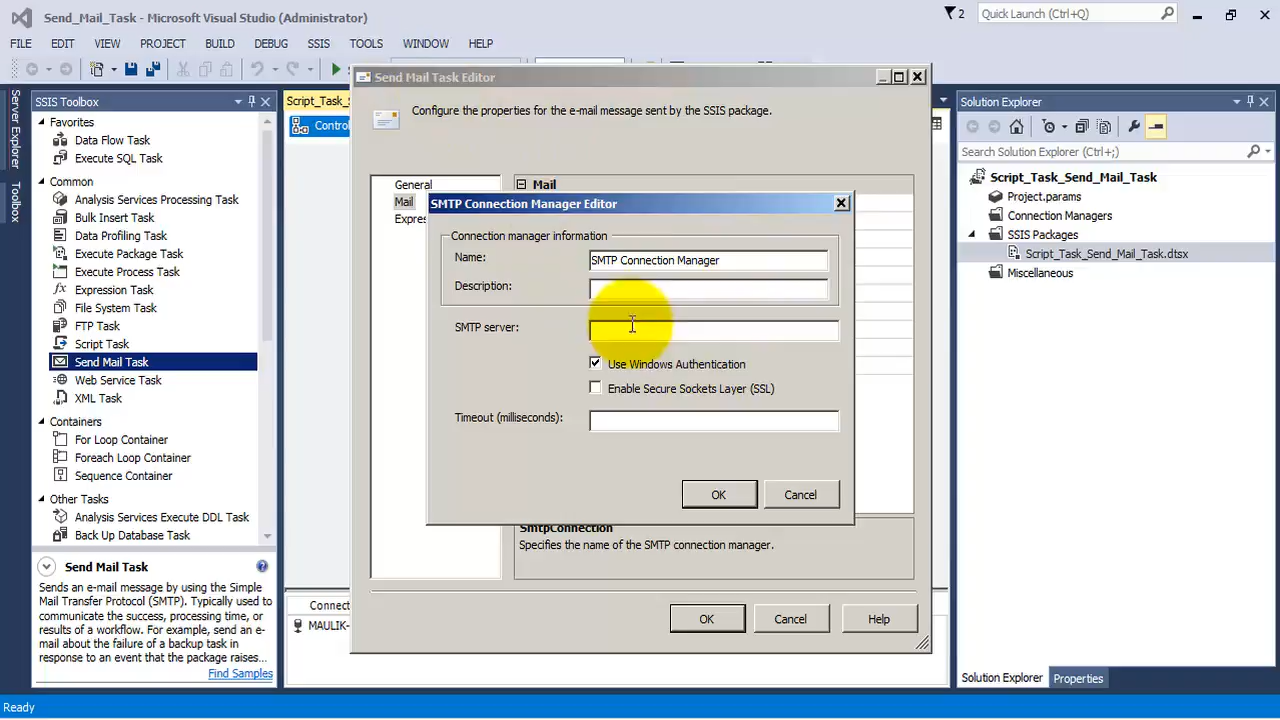 Send_Mail_Task - Microsoft Visual Studio (Administrator)
2
Quick Launch (Ctrl+Q)
FILE EDIT VIEW PROJECT BUILD DEBUG SSIS TOOLS WINDOW HELP
Server Explorer
Toolbox
SSIS Toolbox
Favorites
Data Flow Task
Execute SQL Task
Common
Analysis Services Processing Task
Bulk Insert Task
Data Profiling Task
Execute Package Task
Execute Process Task
Expression Task
File System Task
FTP Task
Script Task
Send Mail Task
Web Service Task
XML Task
Containers
For Loop Container
Foreach Loop Container
Sequence Container
Other Tasks
Analysis Services Execute DDL Task
Back Up Database Task
Send Mail Task
Sends an e-mail message by using the Simple
Mail Transfer Protocol (SMTP). Typically used to
communicate the success, processing time, or
results of a workflow. For example, send an e-
mail about the failure of a backup task in
response to an event that the package raises...
Find Samples
Script_Task_S
Control
Connect
MAULIK-
Send Mail Task Editor
Configure the properties for the e-mail message sent by the SSIS package.
General
Mail
Expres
Mail
SMTP Connection Manager Editor
Connection manager information
Name: SMTP Connection Manager
Description:
SMTP server:
Use Windows Authentication
Enable Secure Sockets Layer (SSL)
Timeout (milliseconds):
OK Cancel
SmtpConnection
Specifies the name of the SMTP connection manager.
OK Cancel Help
Solution Explorer
Search Solution Explorer (Ctrl+;)
Script_Task_Send_Mail_Task
Project.params
Connection Managers
SSIS Packages
Script_Task_Send_Mail_Task.dtsx
Miscellaneous
Solution Explorer Properties
Ready